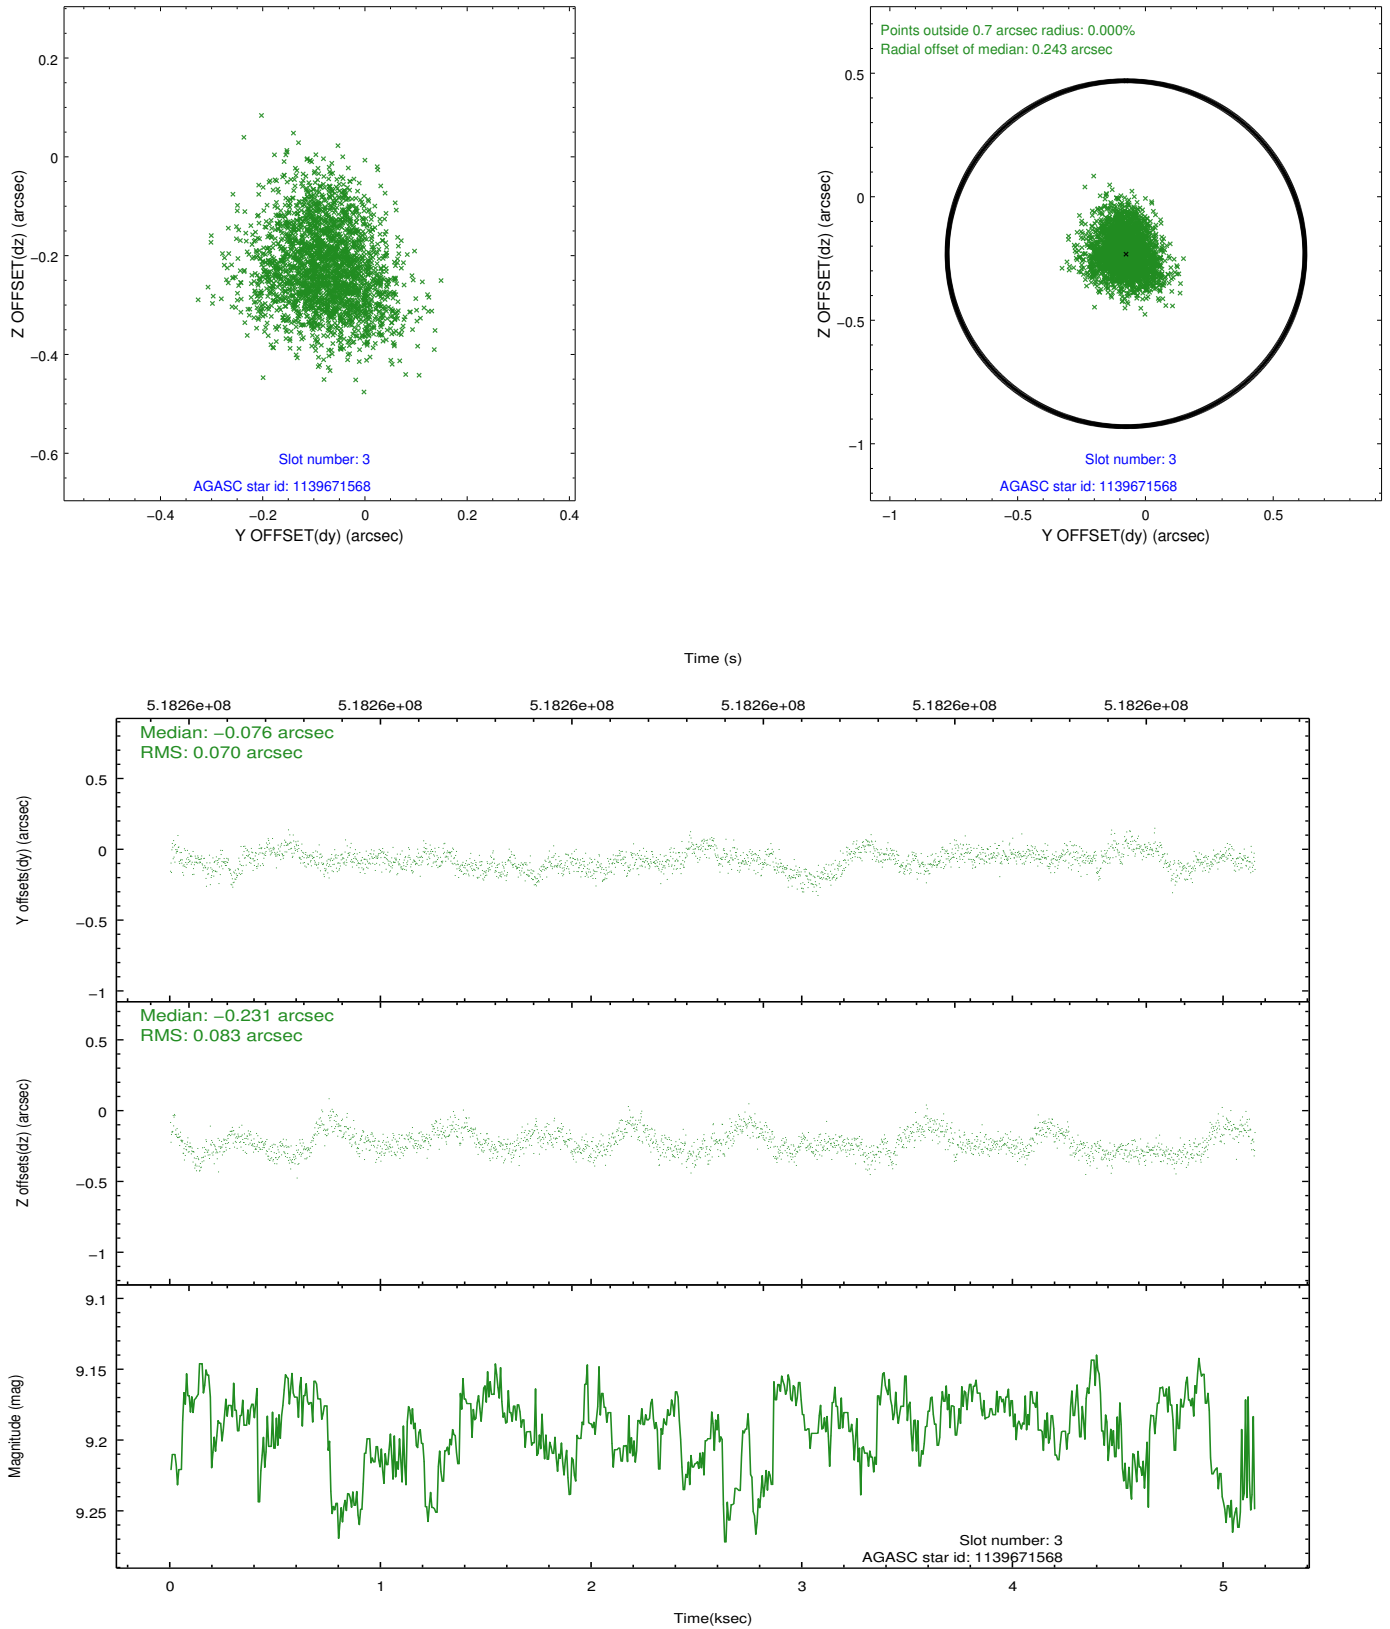 0.2
0
−0.2
−0.4
−0.6
Z OFFSET(dz) (arcsec)
Slot number: 3
AGASC star id: 1139671568
−0.4 −0.2 0 0.2 0.4
Y OFFSET(dy) (arcsec)
Points outside 0.7 arcsec radius: 0.000%
Radial offset of median: 0.243 arcsec
0.5
0
−0.5
−1
Z OFFSET(dz) (arcsec)
Slot number: 3
AGASC star id: 1139671568
−1 −0.5 0 0.5
Y OFFSET(dy) (arcsec)
Time (s)
5.1826e+08 5.1826e+08 5.1826e+08 5.1826e+08 5.1826e+08 5.1826e+08
Median: −0.076 arcsec
RMS: 0.070 arcsec
0.5
0
−0.5
−1
Y offsets(dy) (arcsec)
Median: −0.231 arcsec
RMS: 0.083 arcsec
0.5
0
−0.5
−1
Z offsets(dz) (arcsec)
9.1
9.15
9.2
9.25
Magnitude (mag)
Slot number: 3
AGASC star id: 1139671568
0 1 2 3 4 5
Time(ksec)